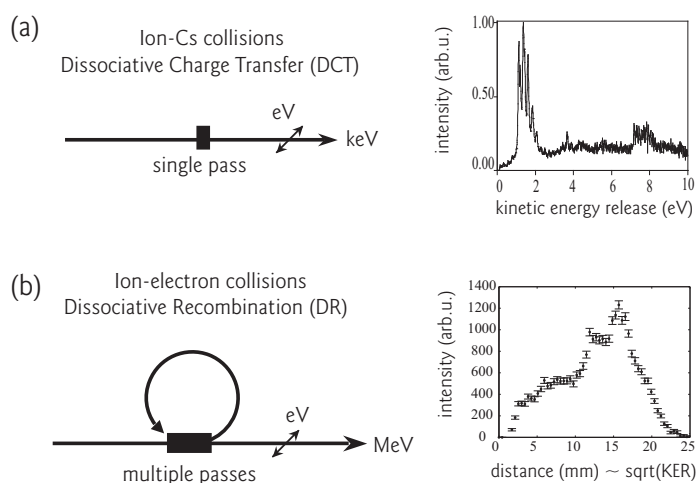 (a)
Ion-Cs collisions
Dissociative Charge Transfer (DCT)
eV
keV
single pass
intensity (arb.u.)
1.00
0.50
0.00
0 2 4 6 8 10
kinetic energy release (eV)
(b)
Ion-electron collisions
Dissociative Recombination (DR)
eV
MeV
multiple passes
intensity (arb.u.)
1400
1200
1000
800
600
400
200
0
0 5 10 15 20 25
distance (mm) ~ sqrt(KER)